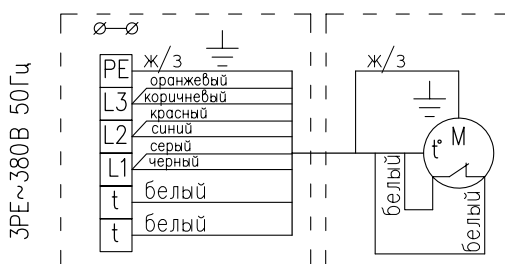 3PE~380В 50Гц
PE
Ж/З
оранжевый
L3
коричневый
красный
L2
синий
серый
L1
черный
t
белый
t
белый
Ж/З
M
t°
белый
белый